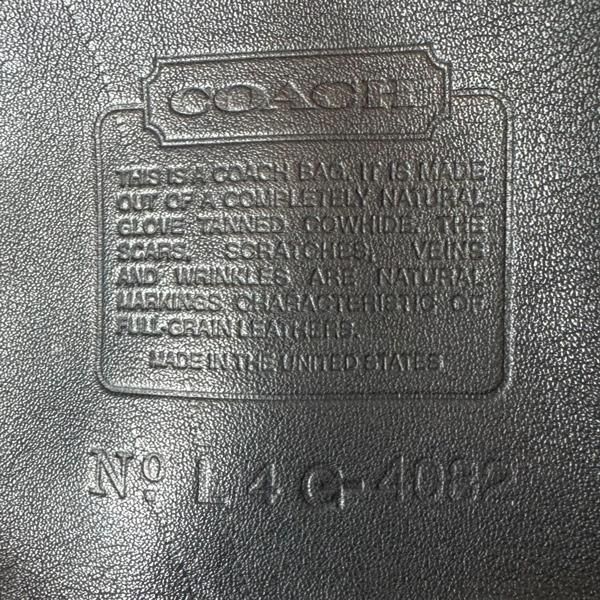 COACH
THIS IS A COACH BAG. IT IS MADE
OUT OF A COMPLETELY NATURAL
GLOVE TANNED COWHIDE. THE
SCARS, SCRATCHES, VEINS
AND WRINKLES ARE NATURAL
MARKINGS CHARACTERISTIC OF
FULL-GRAIN LEATHERS.
MADE IN THE UNITED STATES
Nº L4C-4082